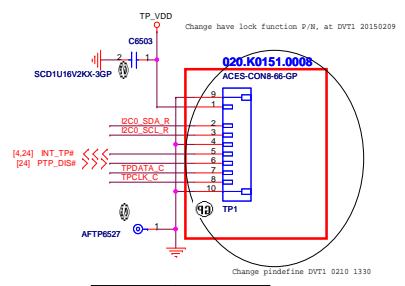 TP_VDD
Change have lock function P/N, at DVT1 20150209
C6503
2 1
SCD1U16V2KX-3GP
020.K0151.0008
ACES-CON8-66-GP
9
1
I2C0_SDA_R 2
I2C0_SCL_R 3
4
[4,24] INT_TP# 5
[24] PTP_DIS# 6
TPDATA_C 7
TPCLK_C 8
10
TP1
AFTP6527 1
Change pindefine DVT1 0210 1330